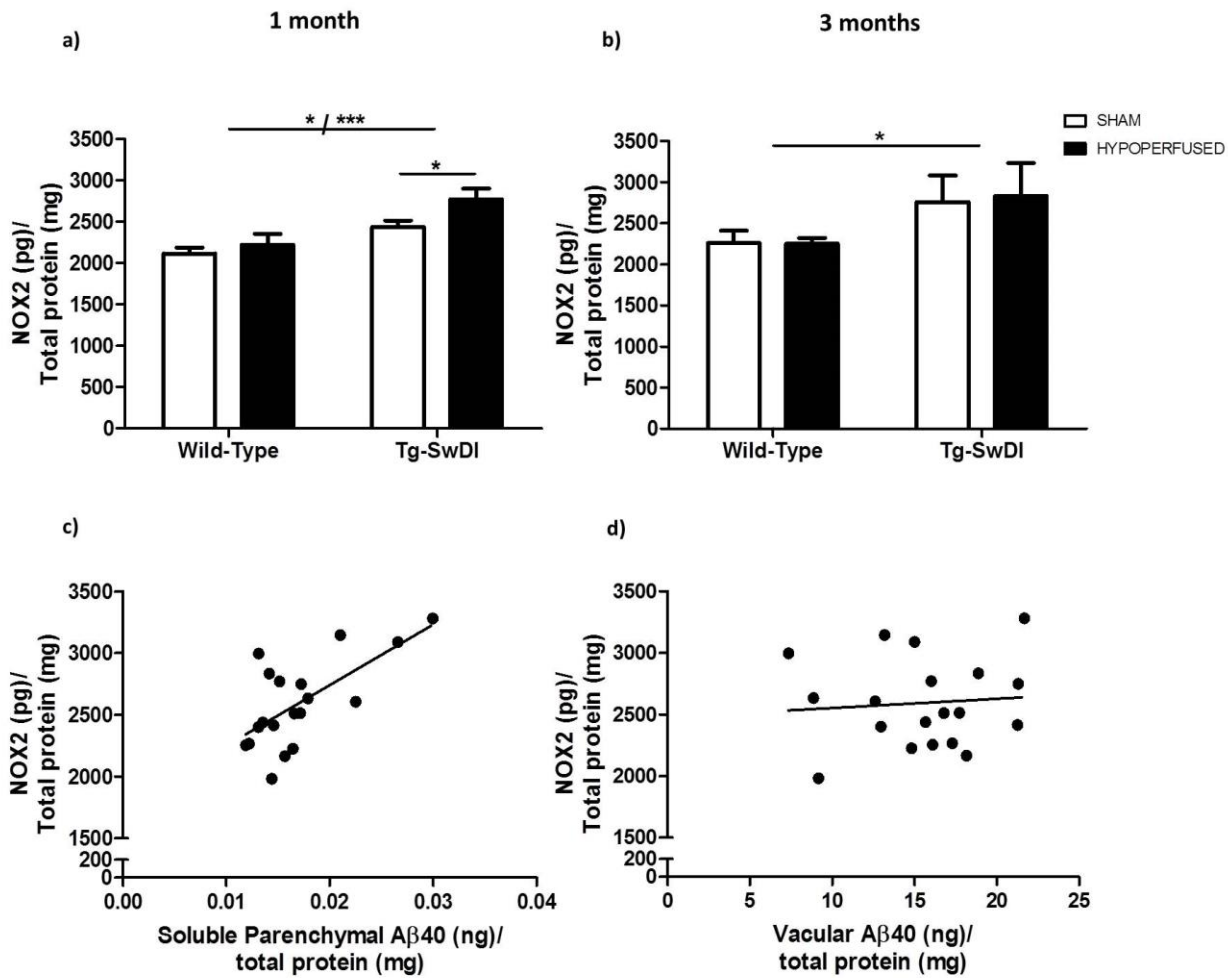 1 month
3 months
a)
b)
* / ***
*
*
SHAM
HYPOPERFUSED
NOX2 (pg)/
Total protein (mg)
3500
3000
2500
2000
1500
1000
500
0
Wild-Type
Tg-SwDI
NOX2 (pg)/
Total protein (mg)
3500
3000
2500
2000
1500
1000
500
0
Wild-Type
Tg-SwDI
c)
d)
NOX2 (pg)/
Total protein (mg)
3500
3000
2500
2000
1500
200
0
0.00
0.01
0.02
0.03
0.04
Soluble Parenchymal Aβ40 (ng)/
total protein (mg)
NOX2 (pg)/
Total protein (mg)
3500
3000
2500
2000
1500
200
0
0
5
10
15
20
25
Vacular Aβ40 (ng)/
total protein (mg)